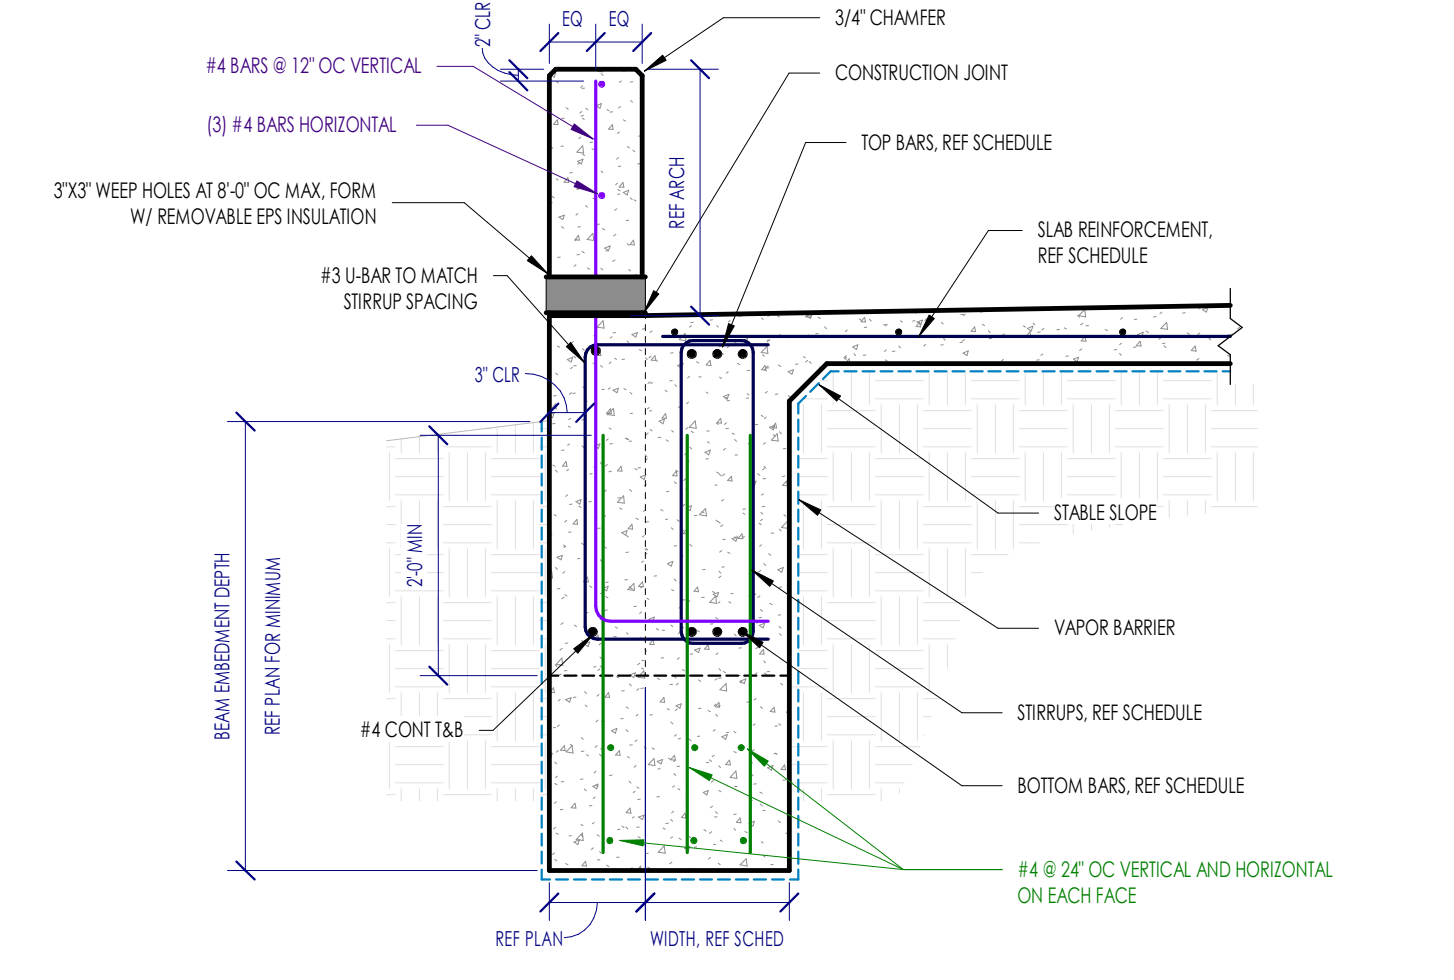 2" CLR
EQ
EQ
3/4" CHAMFER
#4 BARS @ 12" OC VERTICAL
CONSTRUCTION JOINT
(3) #4 BARS HORIZONTAL
TOP BARS, REF SCHEDULE
3"X3" WEEP HOLES AT 8'-0" OC MAX, FORM
W/ REMOVABLE EPS INSULATION
REF ARCH
SLAB REINFORCEMENT,
REF SCHEDULE
#3 U-BAR TO MATCH
STIRRUP SPACING
3" CLR
STABLE SLOPE
2'-0" MIN
BEAM EMBEDMENT DEPTH
REF PLAN FOR MINIMUM
VAPOR BARRIER
#4 CONT T&B
STIRRUPS, REF SCHEDULE
BOTTOM BARS, REF SCHEDULE
#4 @ 24" OC VERTICAL AND HORIZONTAL
ON EACH FACE
REF PLAN
WIDTH, REF SCHED